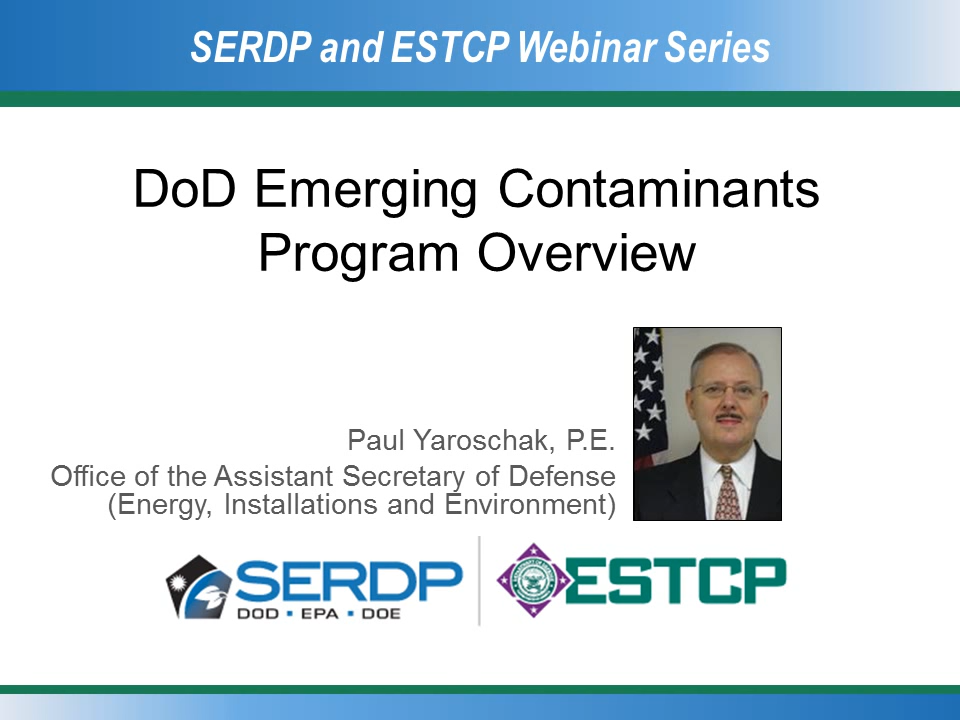 SERDP and ESTCP Webinar Series
DoD Emerging Contaminants
Program Overview
Paul Yaroschak, P.E.
Office of the Assistant Secretary of Defense
(Energy, Installations and Environment)
SERDP
DOD • EPA • DOE
ESTCP